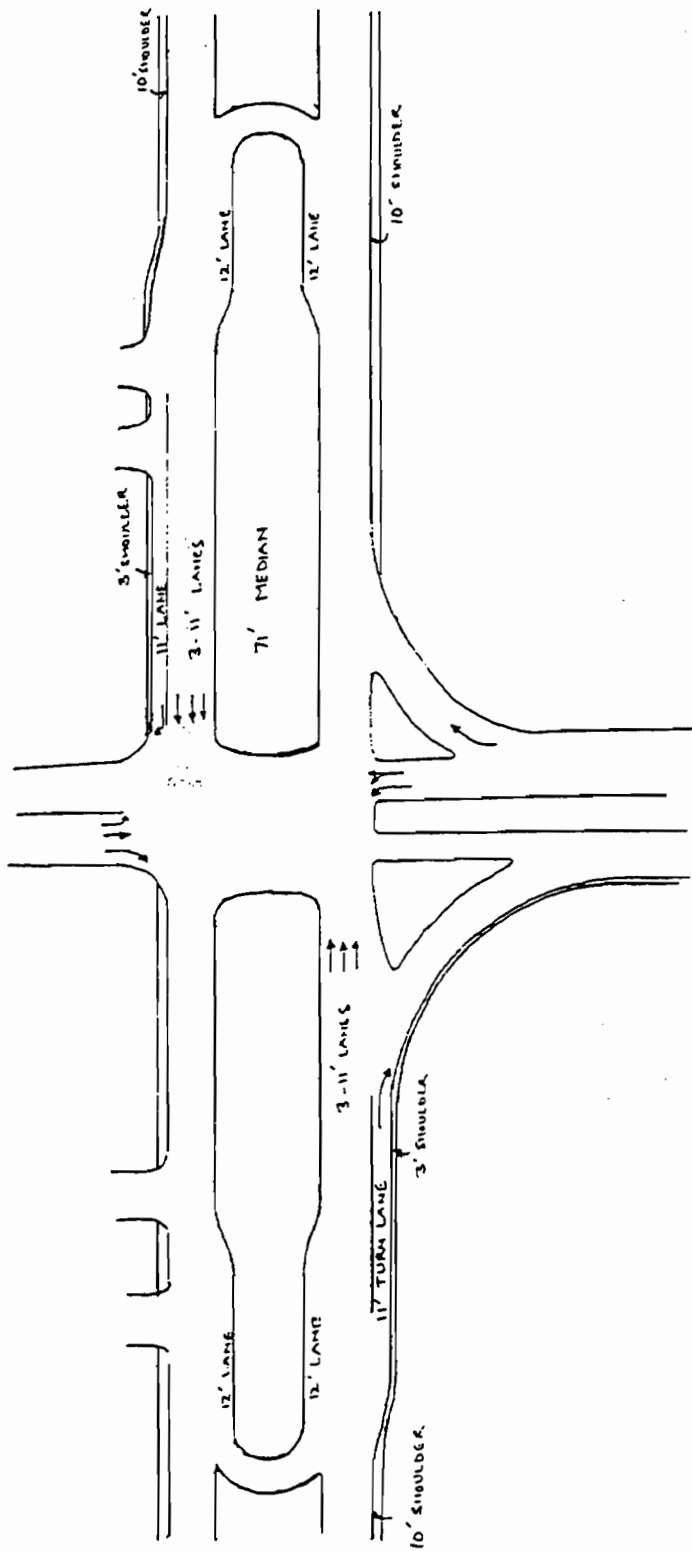 10' SHOULDER
3' SHOULDER
11' LANE
3-11' LANES
71' MEDIAN
12' LANE
12' LANE
10' SHOULDER
12' LANE
12' LANE
3-11' LANES
11' TURN LANE
3' SHOULDER
10' SHOULDER